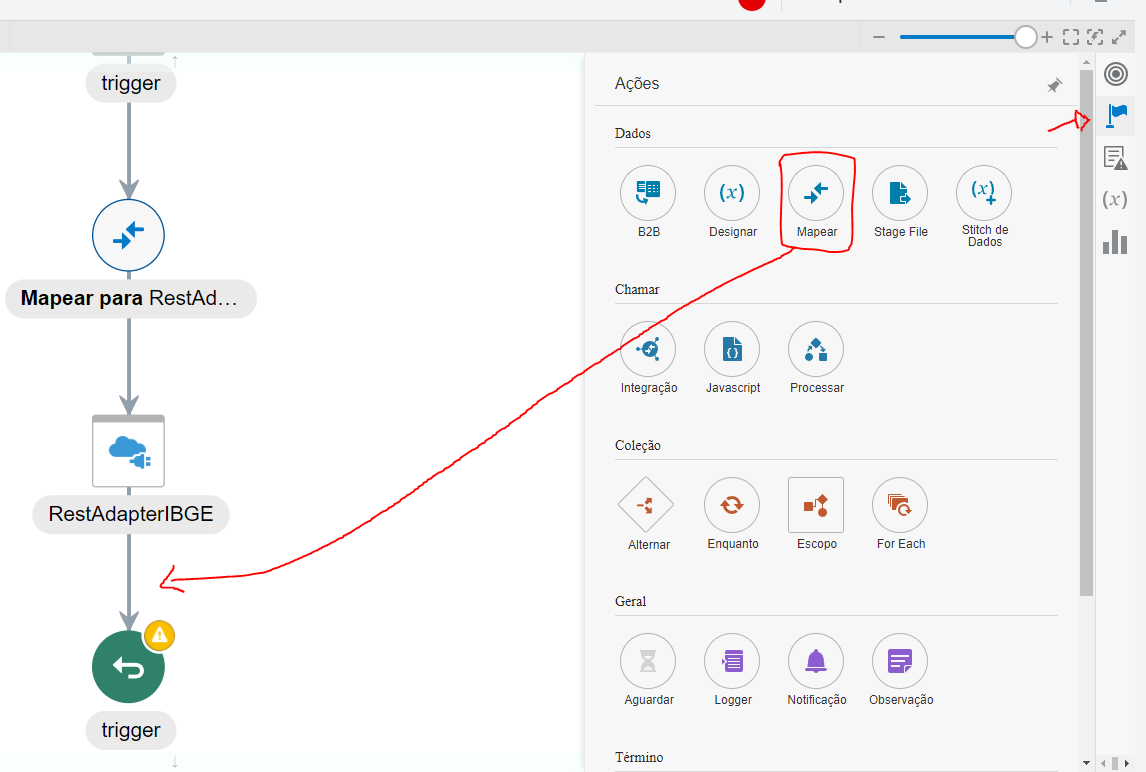 trigger
Mapear para RestAd...
RestAdapterIBGE
trigger
Ações
Dados
B2B
Designar
Mapear
Stage File
Stitch de
Dados
Chamar
Integração
Javascript
Processar
Coleção
Alternar
Enquanto
Escopo
For Each
Geral
Aguardar
Logger
Notificação
Observação
Término